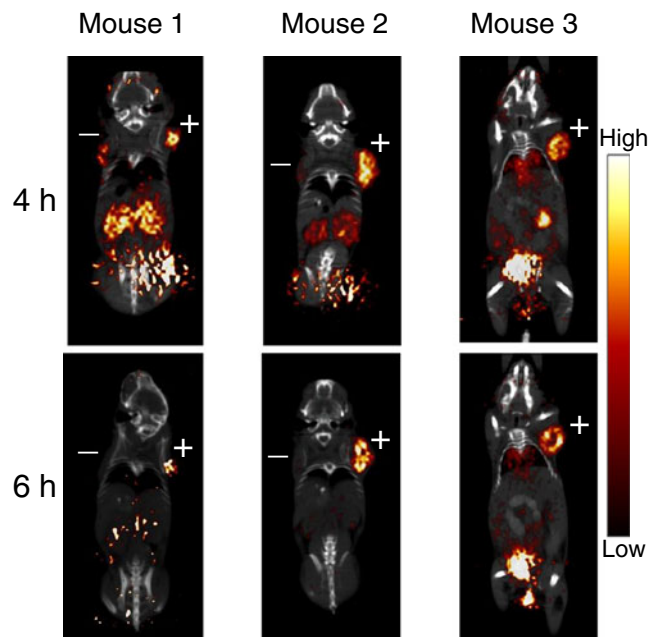 Mouse 1 Mouse 2 Mouse 3
4 h
– + – + +
High
6 h
– + – + +
Low